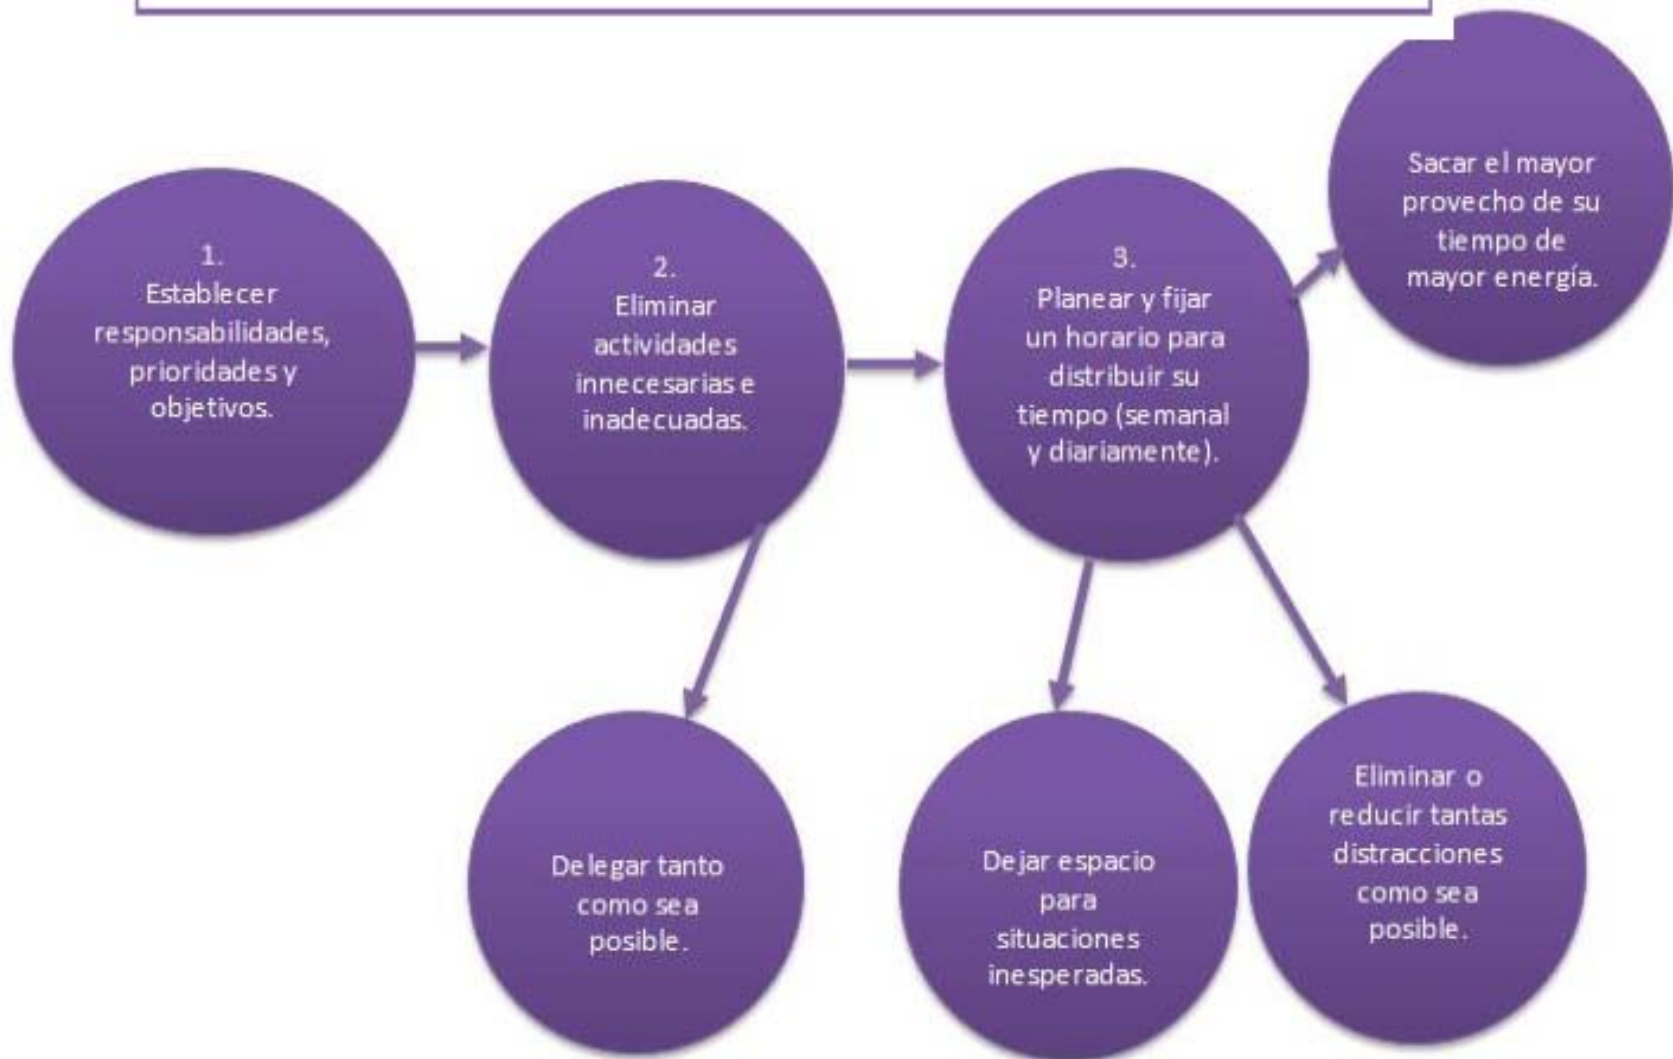 1.
Establecer
responsabilidades,
prioridades y
objetivos.
2.
Eliminar
actividades
innecesarias e
inadecuadas.
3.
Planear y fijar
un horario para
distribuir su
tiempo (semanal
y diariamente).
Sacar el mayor
provecho de su
tiempo de
mayor energía.
Delegar tanto
como sea
posible.
Dejar espacio
para
situaciones
inesperadas.
Eliminar o
reducir tantas
distracciones
como sea
posible.